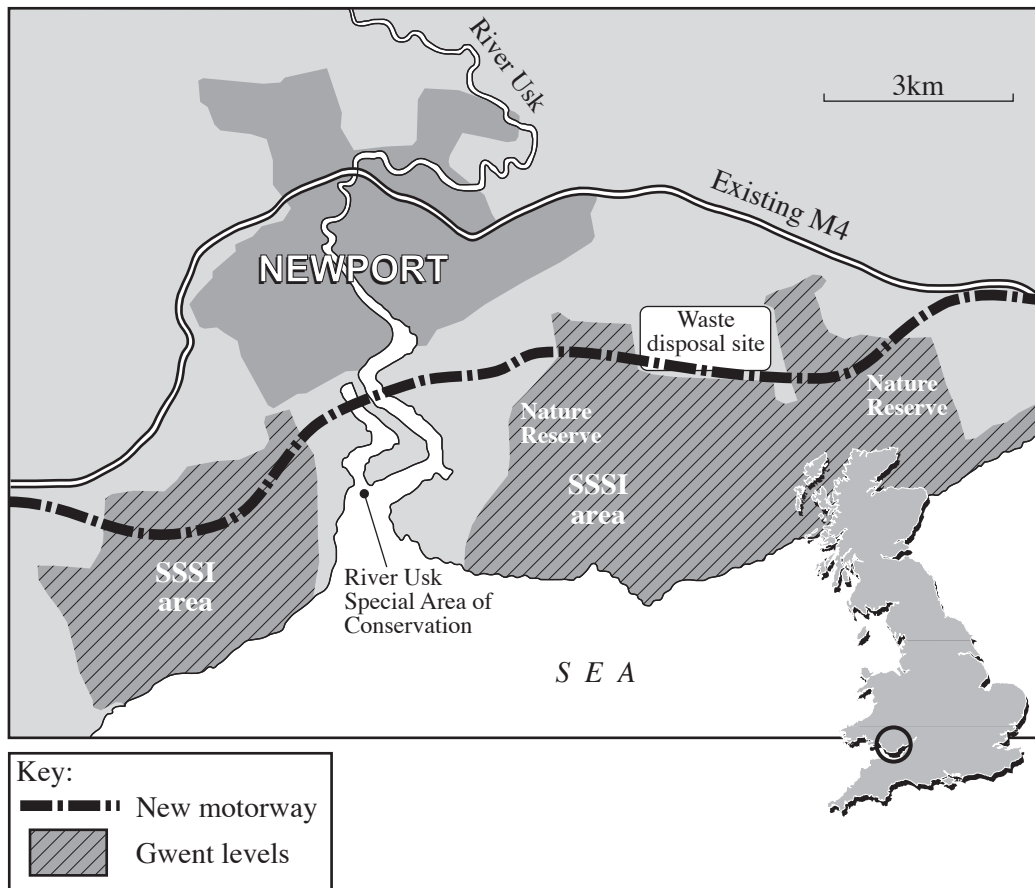 River Usk
3km
Existing M4
NEWPORT
Waste
disposal site
Nature
Reserve
Nature
Reserve
SSSI
area
SSSI
area
River Usk
Special Area of
Conservation
S E A
Key:
New motorway
Gwent levels